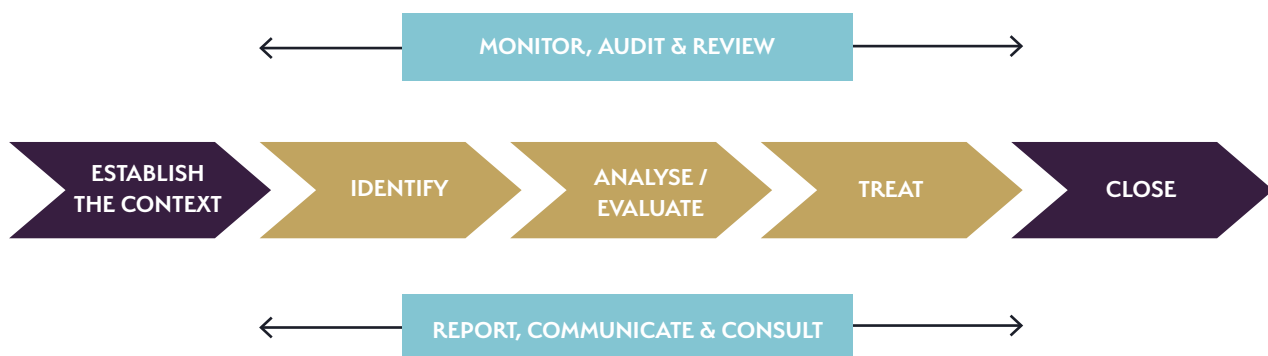 MONITOR, AUDIT & REVIEW
ESTABLISH
THE CONTEXT
IDENTIFY
ANALYSE /
EVALUATE
TREAT
CLOSE
REPORT, COMMUNICATE & CONSULT